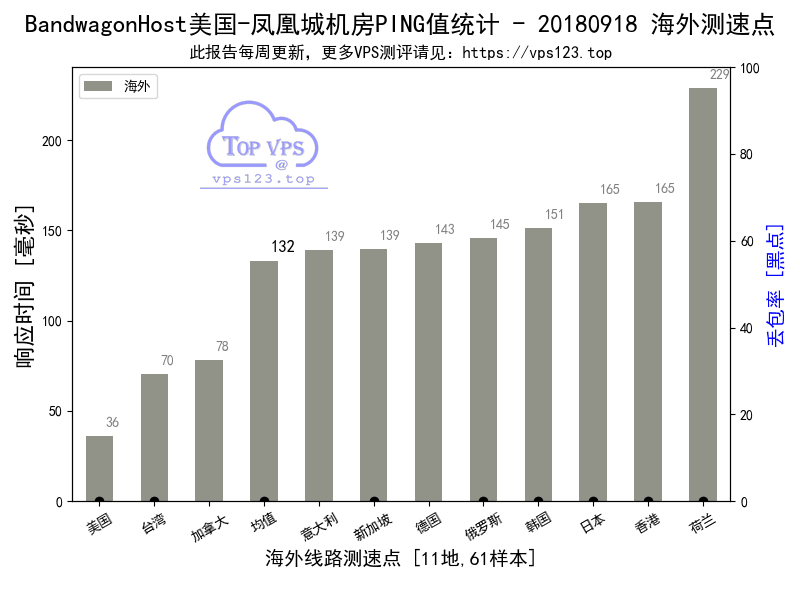 BandwagonHost美国-凤凰城机房PING值统计 - 20180918 海外测速点
此报告每周更新，更多VPS测评请见：https://vps123.top
海外
TOP VPS
@
vps123.top
响应时间 [毫秒]
200
150
100
50
0
36
70
78
132
139
139
143
145
151
165
165
229
100
80
60
40
20
0
丢包率 [黑点]
美国
台湾
加拿大
均值
意大利
新加坡
德国
俄罗斯
韩国
日本
香港
荷兰
海外线路测速点 [11地,61样本]